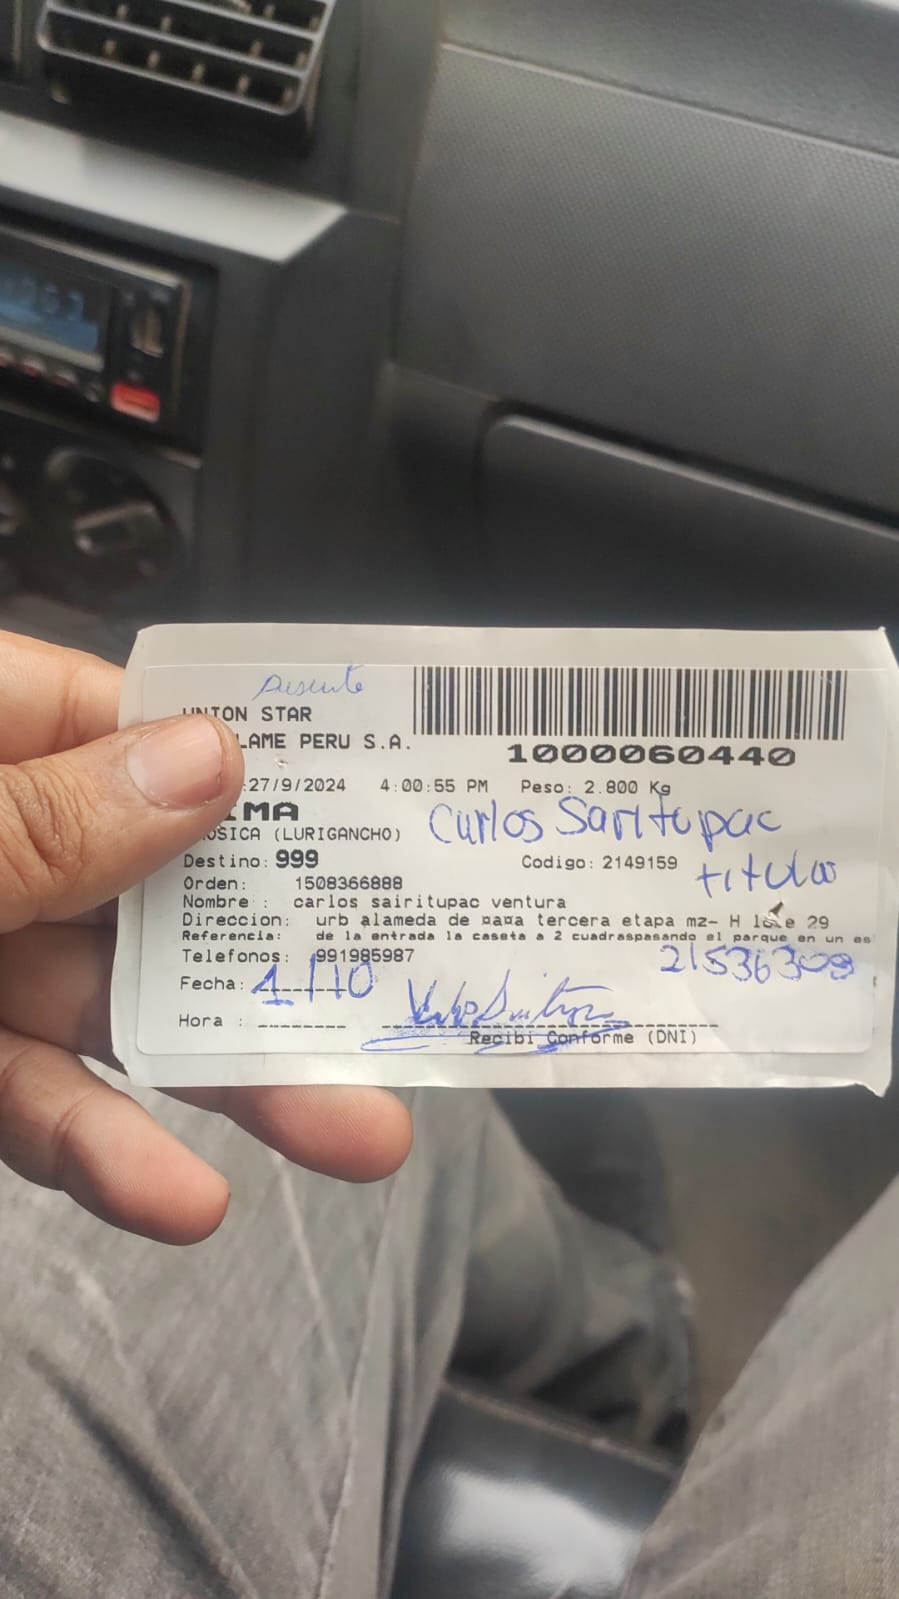 UNION STAR
LAME PERU S.A.
1000060440
:27/9/2024 4:00:55 PM Peso: 2.800 Kg
IMA
OSICA (LURIGANCHO)
Carlos Saritupac
Destino: 999 Codigo: 2149159
titular
Orden: 1508366888
Nombre : carlos sairitupac ventura
Direccion: urb alameda de ñaña tercera etapa mz- H lote 29
Referencia: de la entrada la caseta a 2 cuadraspasando el parque en un es
Telefonos: 991985987
21536309
Fecha: 1/10
Hora :
Recibi Conforme (DNI)